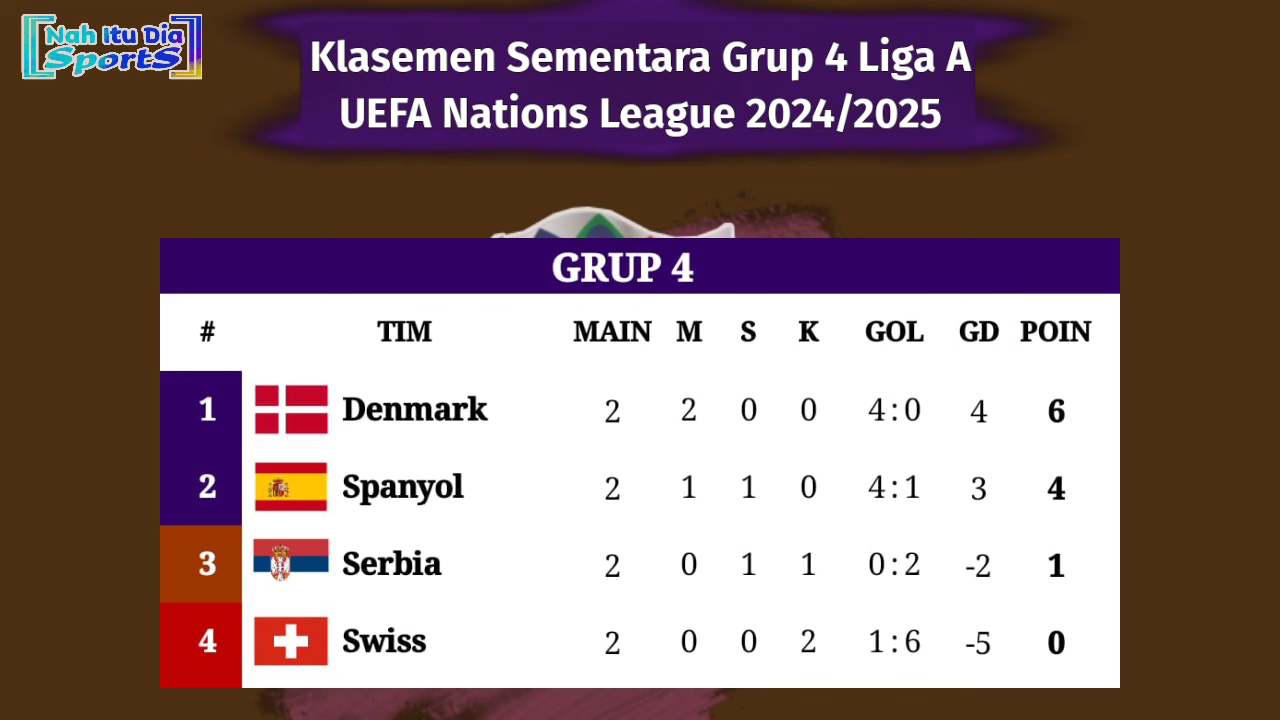 Nah Itu Dia
Sports
Klasemen Sementara Grup 4 Liga A
UEFA Nations League 2024/2025
GRUP 4
# TIM MAIN M S K GOL GD POIN
1 Denmark 2 2 0 0 4:0 4 6
2 Spanyol 2 1 1 0 4:1 3 4
3 Serbia 2 0 1 1 0:2 -2 1
4 Swiss 2 0 0 2 1:6 -5 0